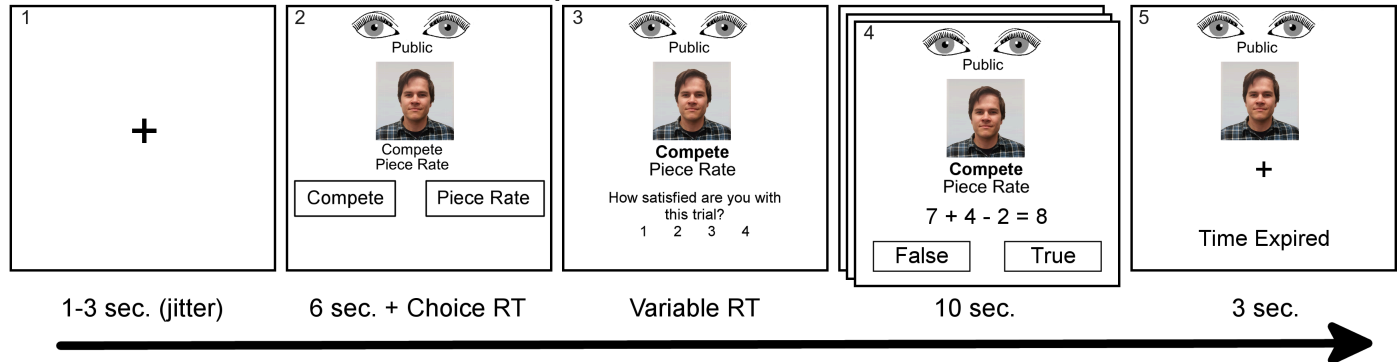 1
+
1-3 sec. (jitter)
2
Public
Compete
Piece Rate
Compete Piece Rate
6 sec. + Choice RT
3
Public
Compete
Piece Rate
How satisfied are you with
this trial?
1 2 3 4
Variable RT
4
Public
Compete
Piece Rate
7 + 4 - 2 = 8
False True
10 sec.
5
Public
+
Time Expired
3 sec.